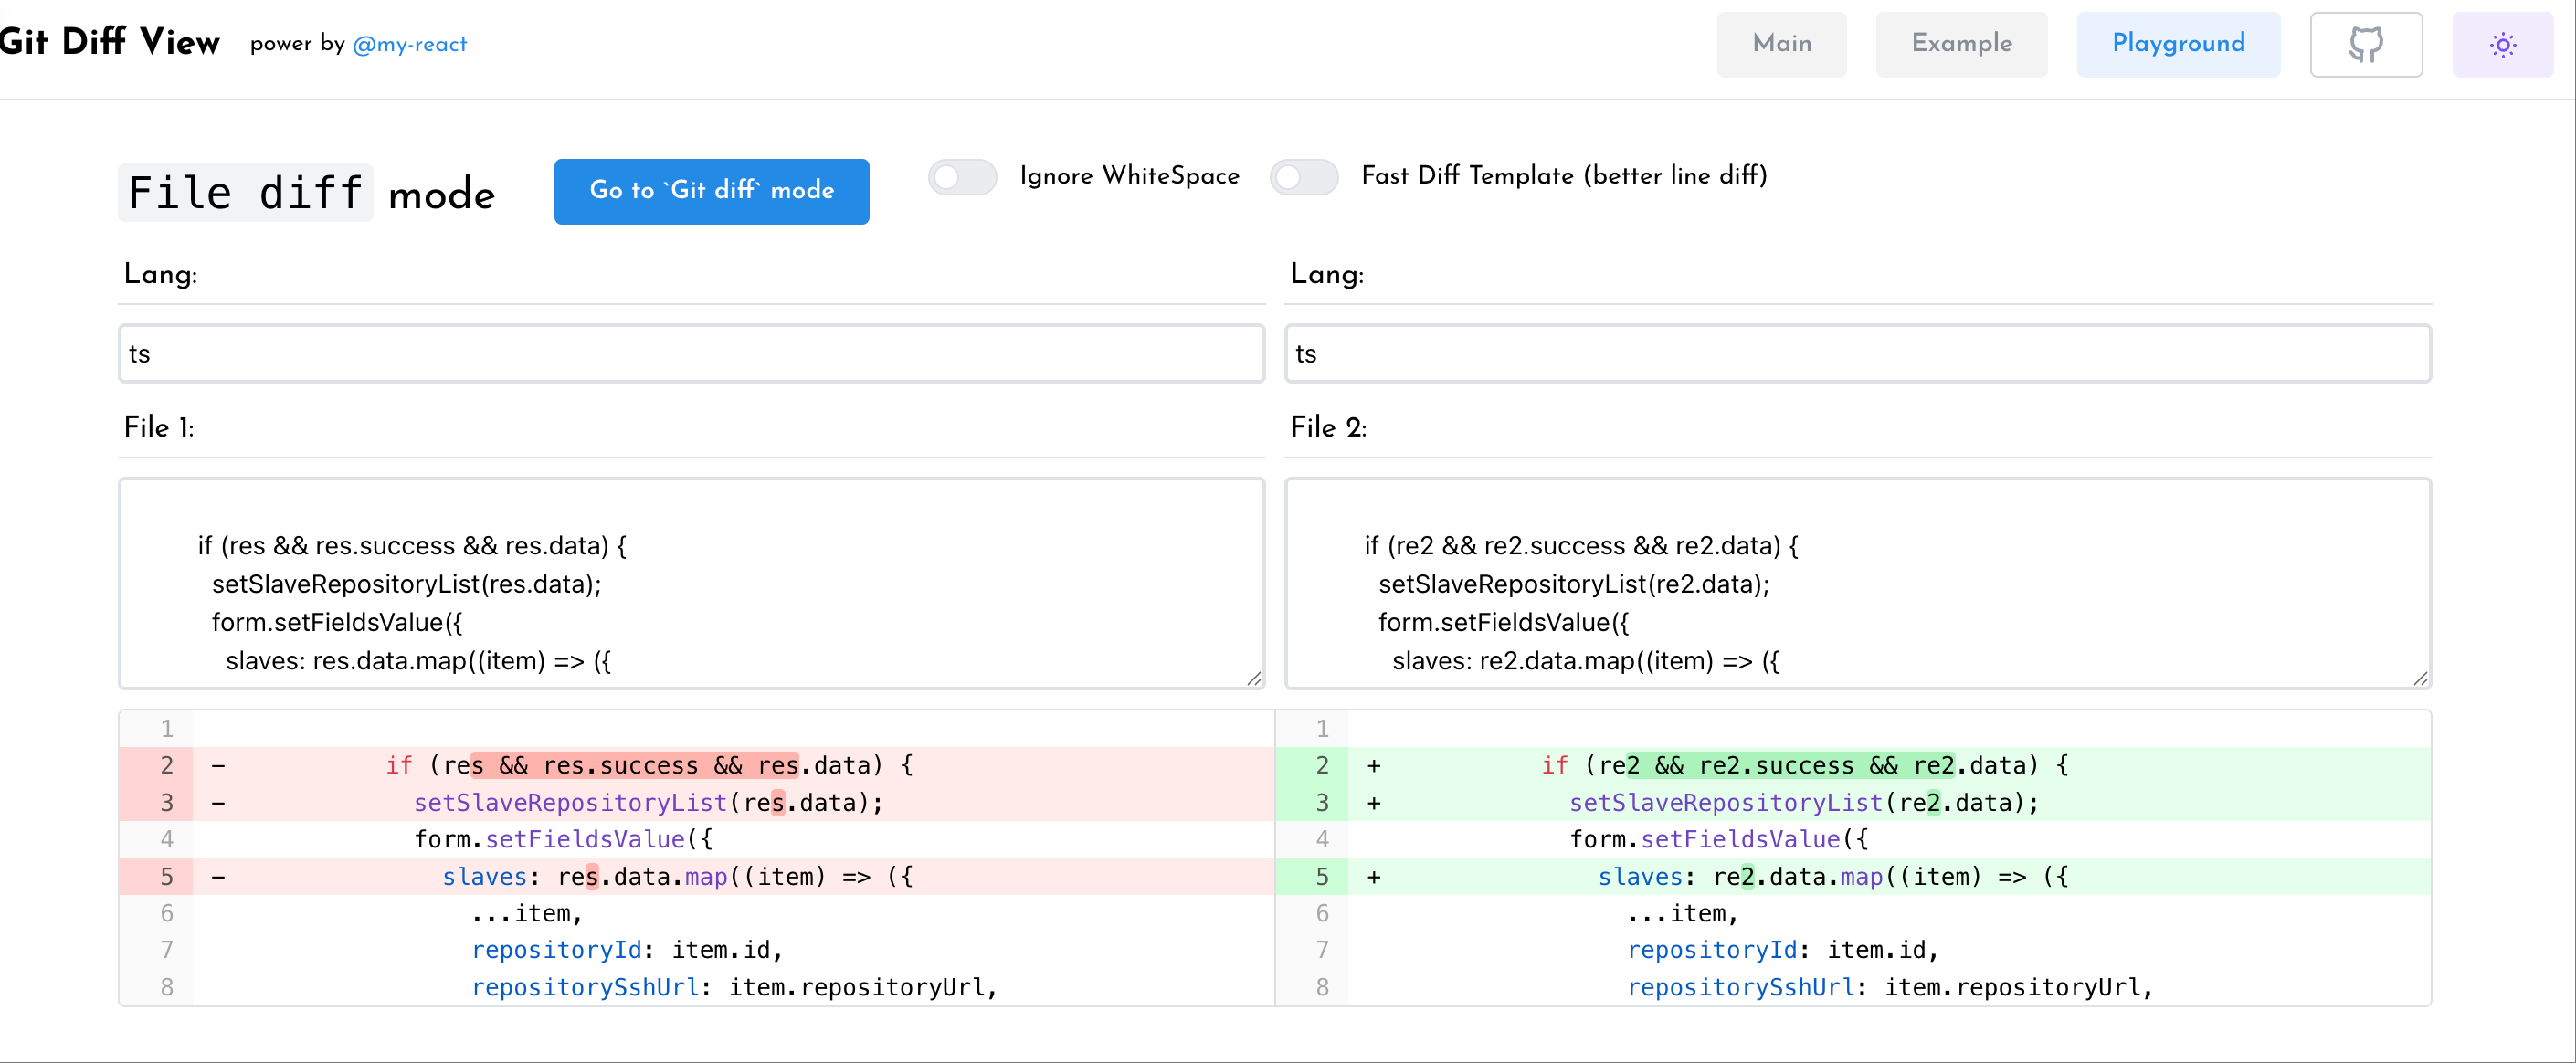 Git Diff View power by @my-react Main Example Playground
File diff mode Go to `Git diff` mode Ignore WhiteSpace Fast Diff Template (better line diff)
Lang: Lang:
ts ts
File 1: File 2:
if (res && res.success && res.data) {
setSlaveRepositoryList(res.data);
form.setFieldsValue({
slaves: res.data.map((item) => ({
if (re2 && re2.success && re2.data) {
setSlaveRepositoryList(re2.data);
form.setFieldsValue({
slaves: re2.data.map((item) => ({
1
2 - if (res && res.success && res.data) {
3 - setSlaveRepositoryList(res.data);
4 form.setFieldsValue({
5 - slaves: res.data.map((item) => ({
6 ...item,
7 repositoryId: item.id,
8 repositorySshUrl: item.repositoryUrl,
1
2 + if (re2 && re2.success && re2.data) {
3 + setSlaveRepositoryList(re2.data);
4 form.setFieldsValue({
5 + slaves: re2.data.map((item) => ({
6 ...item,
7 repositoryId: item.id,
8 repositorySshUrl: item.repositoryUrl,